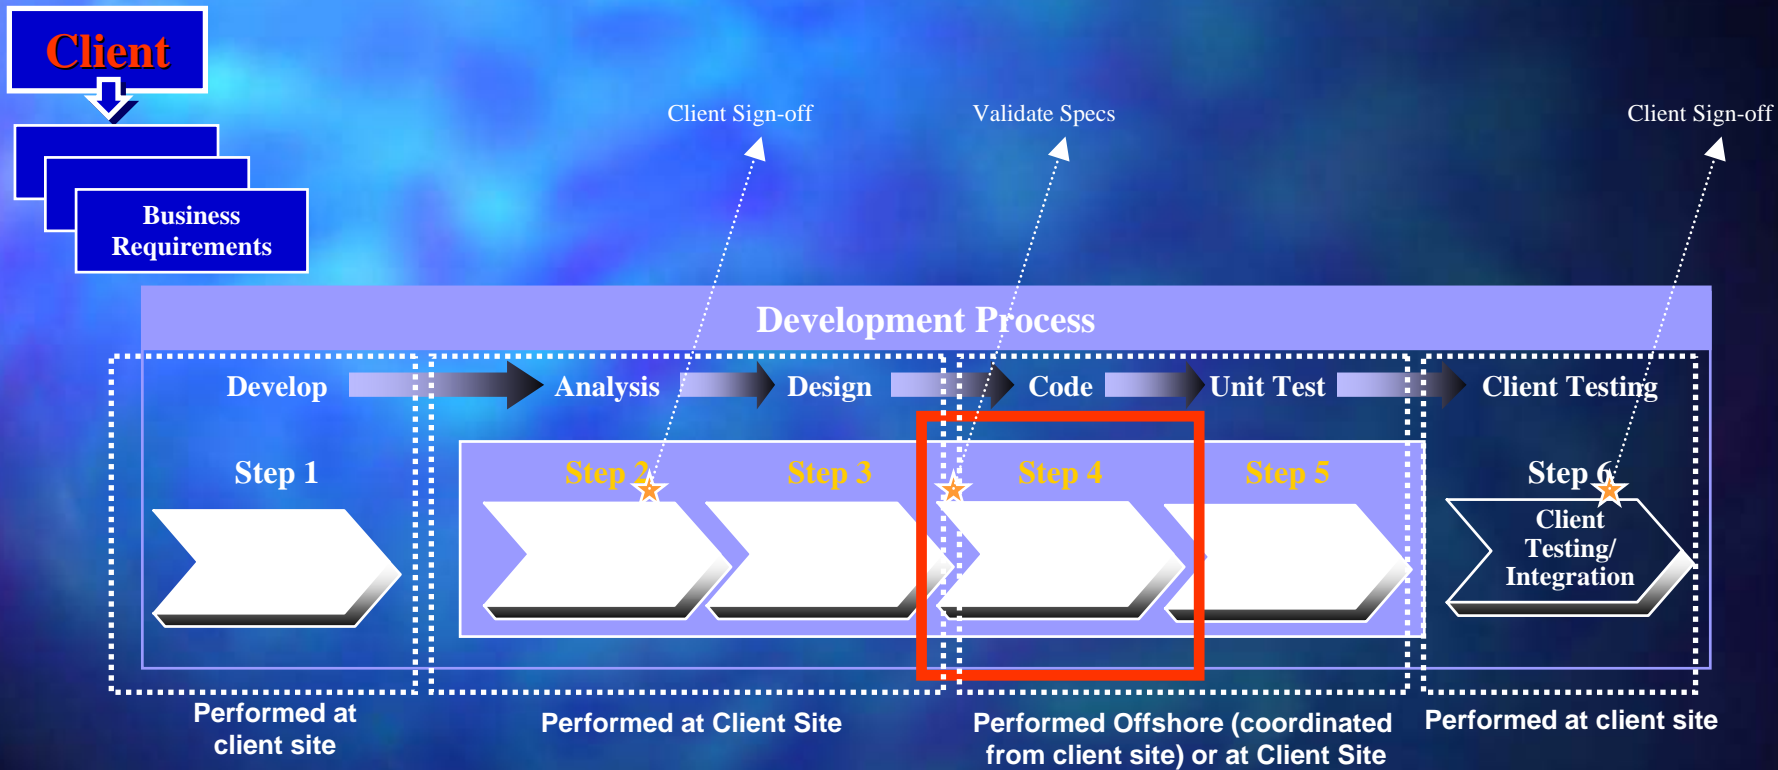 Client
Business
Requirements
Client Sign-off
Validate Specs
Client Sign-off
Development Process
Develop
Analysis
Design
Code
Unit Test
Client Testing
Step 1
Step 2
Step 3
Step 4
Step 5
Step 6
Client
Testing/
Integration
Performed at
client site
Performed at Client Site
Performed Offshore (coordinated
from client site) or at Client Site
Performed at client site